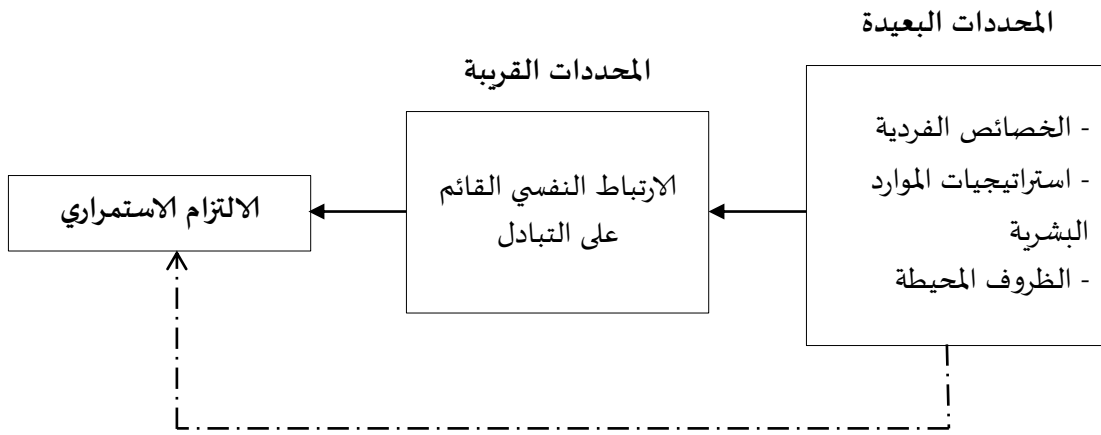 المحددات البعيدة
- الخصائص الفردية
- استراتيجيات الموارد
البشرية
- الظروف المحيطة
المحددات القريبة
الارتباط النفسي القائم
على التبادل
الالتزام الاستمراري